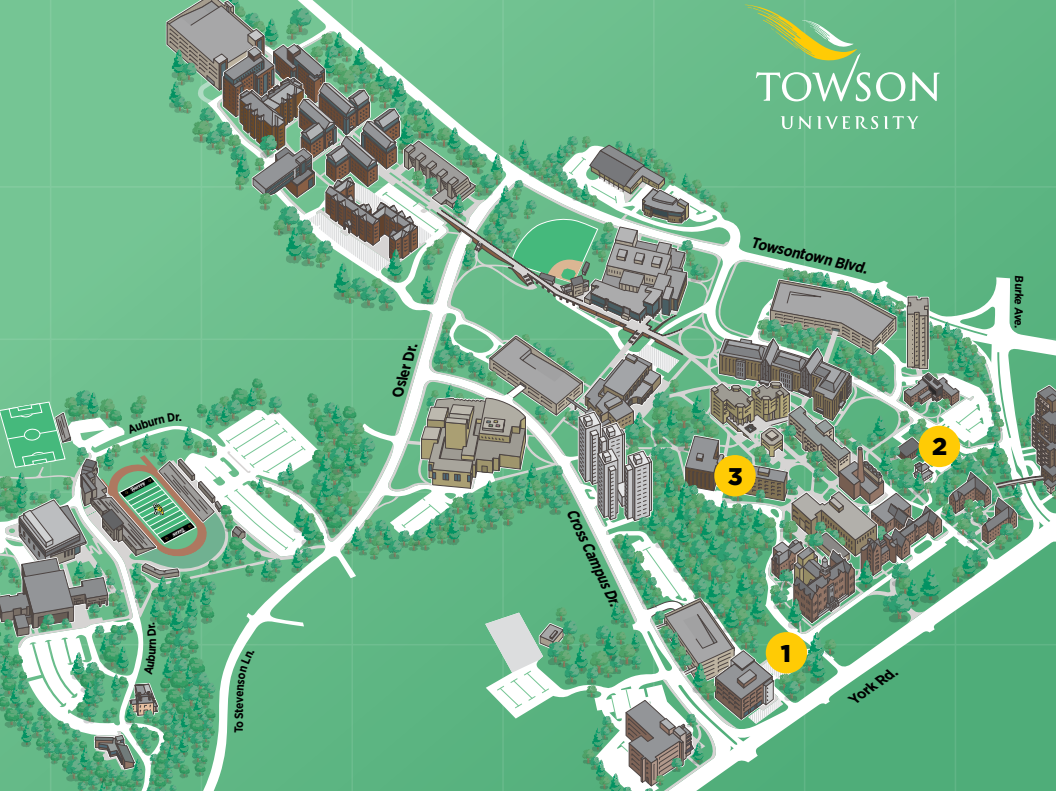 TOWSON
UNIVERSITY
Towsontown Blvd.
Burke Ave.
Osler Dr.
Auburn Dr.
2
3
Cross Campus Dr.
Auburn Dr.
1
To Stevenson Ln.
York Rd.